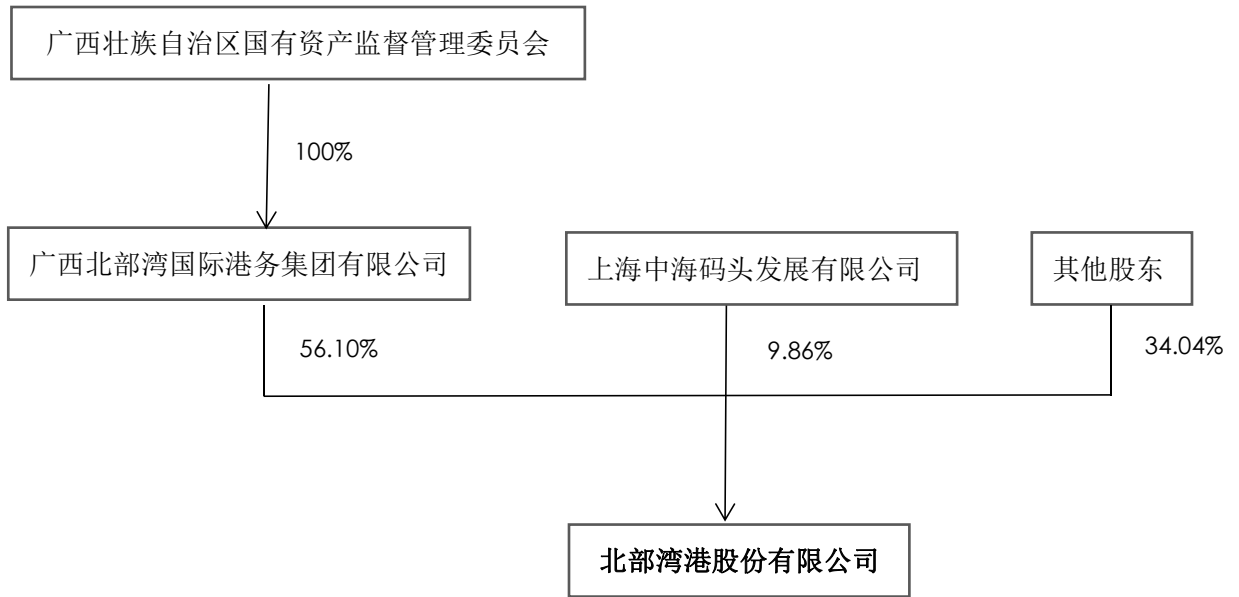 广西壮族自治区国有资产监督管理委员会
100%
广西北部湾国际港务集团有限公司
上海中海码头发展有限公司
其他股东
56.10%
9.86%
34.04%
北部湾港股份有限公司